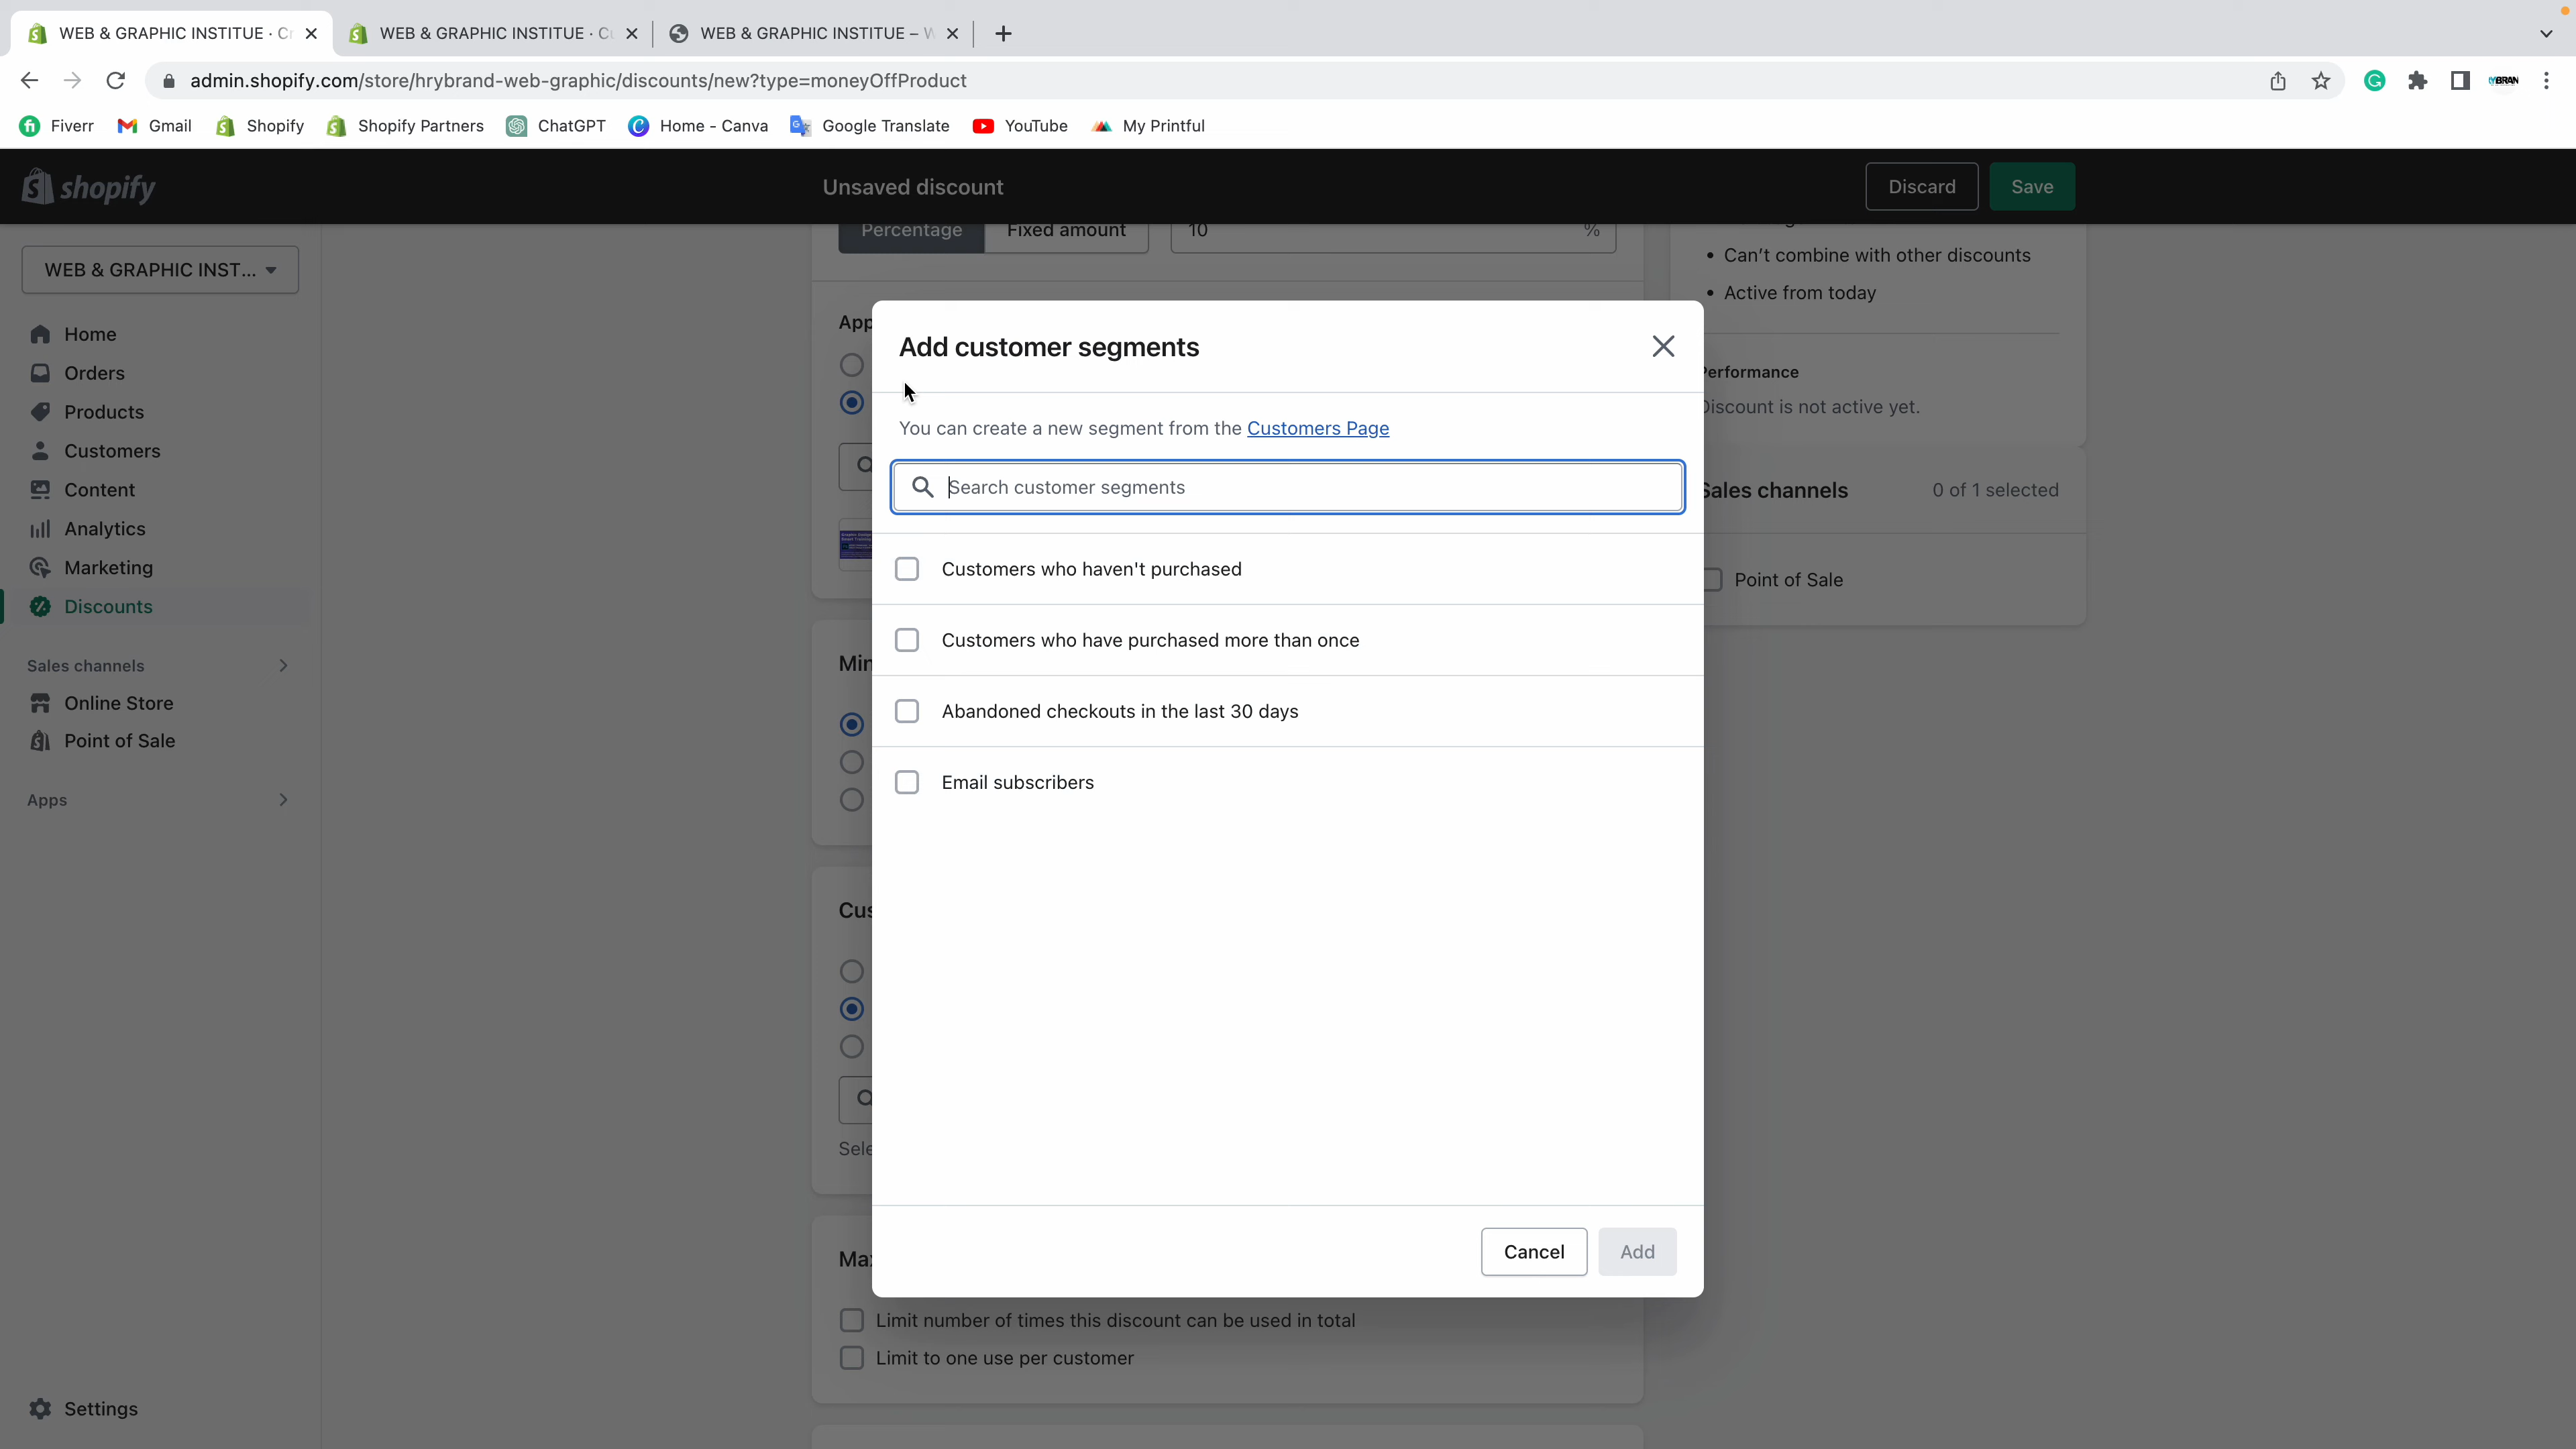 WEB & GRAPHIC INSTITUE · C
WEB & GRAPHIC INSTITUE · C
WEB & GRAPHIC INSTITUE –
admin.shopify.com/store/hrybrand-web-graphic/discounts/new?type=moneyOffProduct
Fiverr Gmail Shopify Shopify Partners ChatGPT Home - Canva Google Translate YouTube My Printful
shopify
Unsaved discount
Discard
Save
WEB & GRAPHIC INST...
Home
Orders
Products
Customers
Content
Analytics
Marketing
Discounts
Sales channels
Online Store
Point of Sale
Apps
Settings
Percentage Fixed amount 10 %
App
Min
Cus
Sele
Max
Add customer segments
You can create a new segment from the Customers Page
Search customer segments
Customers who haven't purchased
Customers who have purchased more than once
Abandoned checkouts in the last 30 days
Email subscribers
Cancel
Add
Limit number of times this discount can be used in total
Limit to one use per customer
• Can't combine with other discounts
• Active from today
Performance
Discount is not active yet.
Sales channels 0 of 1 selected
Point of Sale